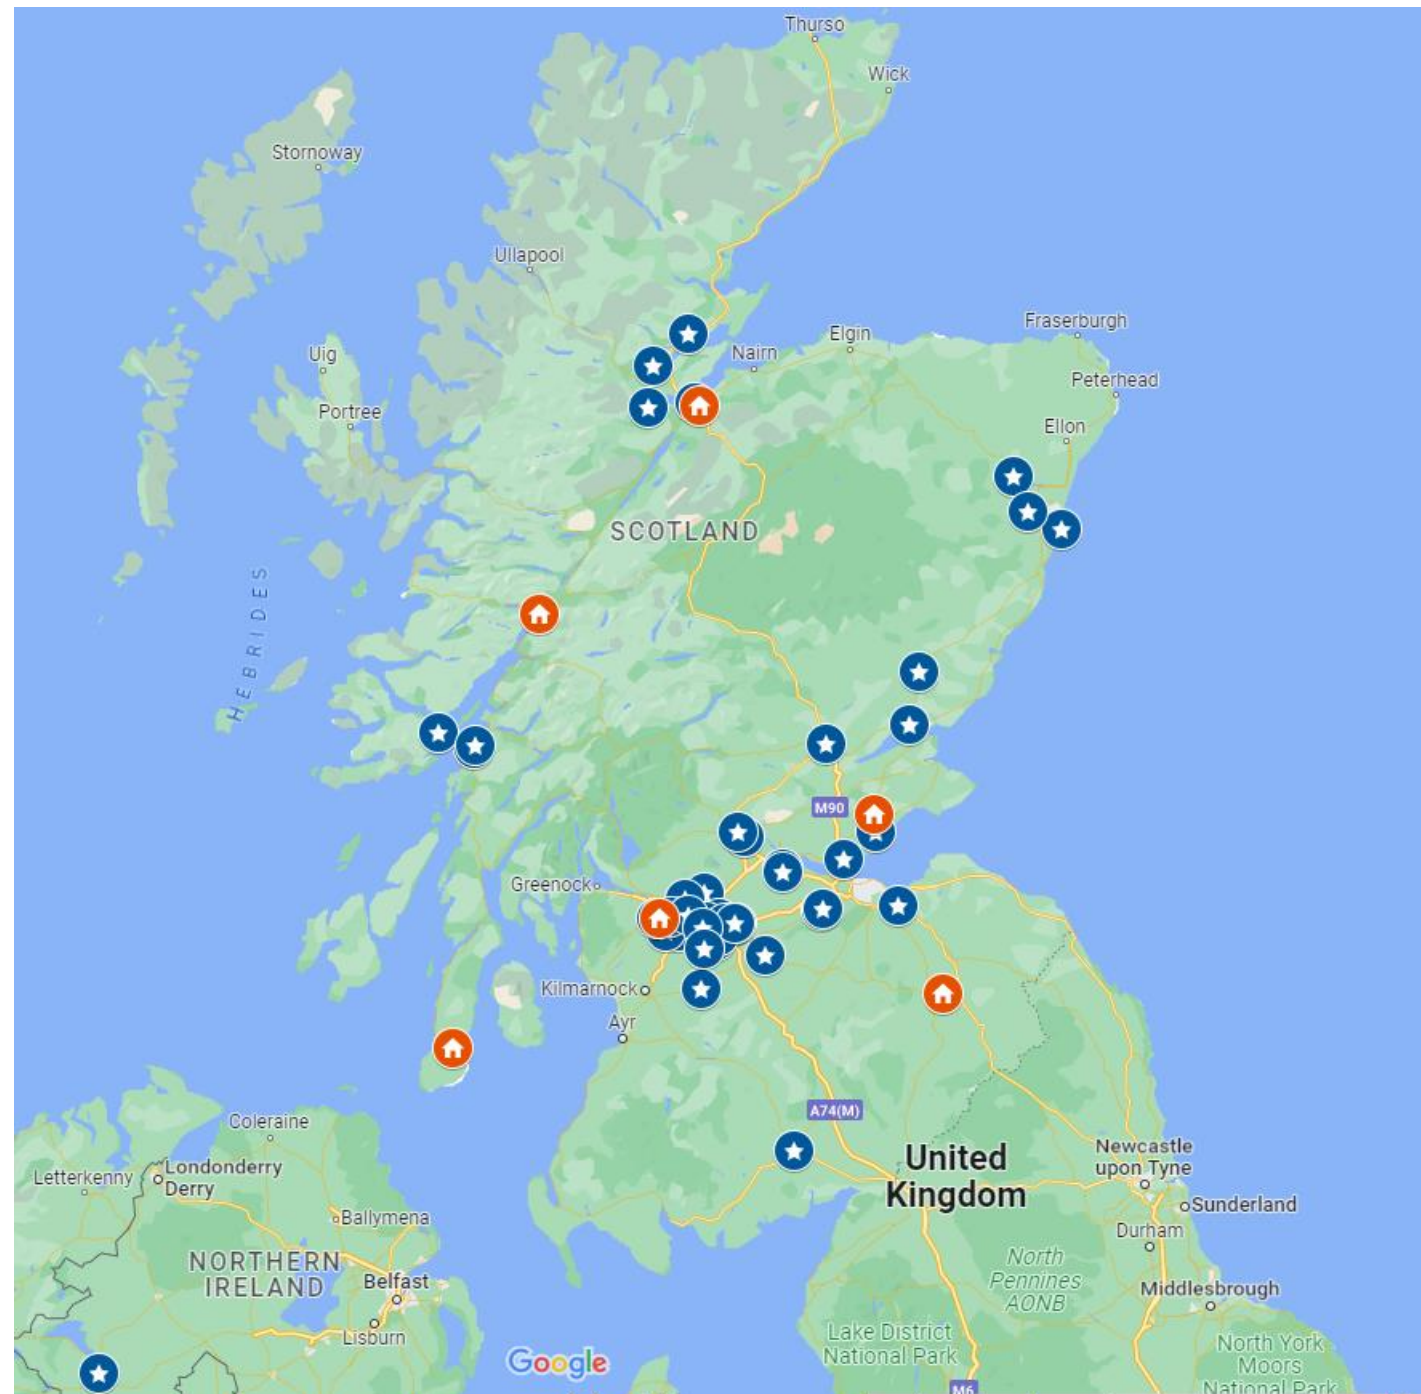 Thurso
Wick
Stornoway
Ullapool
Fraserburgh
Elgin
Nairn
Uig
Peterhead
Portree
Ellon
SCOTLAND
HEBRIDES
M90
Greenock
Kilmarnock
Ayr
A74(M)
Coleraine
Londonderry
Derry
Letterkenny
Newcastle
upon Tyne
United
Kingdom
Sunderland
Ballymena
Durham
NORTHERN
IRELAND
Belfast
North
Pennines
AONB
Middlesbrough
Lisburn
Lake District
National Park
North York
Moors
National Park
Google
M6